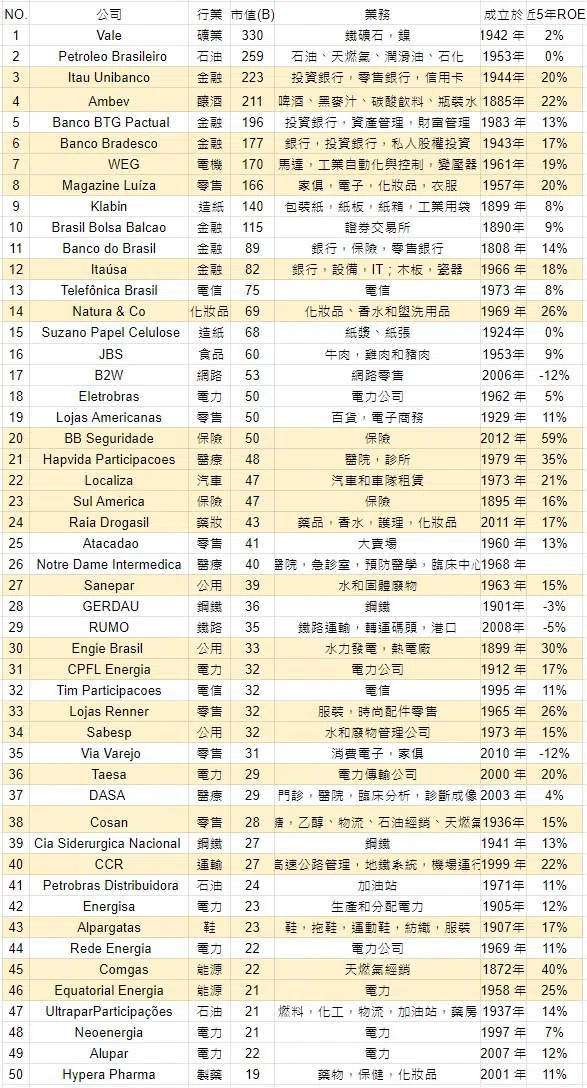 NO. 公司 行業 市值(B) 業務 成立於 近5年ROE
1 Vale 礦業 330 鐵礦石，鎳 1942 年 2%
2 Petroleo Brasileiro 石油 259 石油、天燃氣、潤滑油、石化 1953年 0%
3 Itau Unibanco 金融 223 投資銀行，零售銀行，信用卡 1944年 20%
4 Ambev 釀酒 211 啤酒、黑麥汁、碳酸飲料、瓶裝水 1885年 22%
5 Banco BTG Pactual 金融 196 投資銀行，資產管理，財富管理 1983 年 13%
6 Banco Bradesco 金融 177 銀行，投資銀行，私人股權投資 1943年 17%
7 WEG 電機 170 馬達，工業自動化與控制，變壓器 1961年 19%
8 Magazine Luíza 零售 166 家俱，電子，化妝品，衣服 1957年 20%
9 Klabin 造紙 140 包裝紙，紙板，紙箱，工業用袋 1899 年 8%
10 Brasil Bolsa Balcao 金融 115 證券交易所 1890年 9%
11 Banco do Brasil 金融 89 銀行，保險，零售銀行 1808 年 14%
12 Itaúsa 金融 82 銀行，設備，IT；木板，瓷器 1966 年 18%
13 Telefônica Brasil 電信 75 電信 1973 年 8%
14 Natura & Co 化妝品 69 化妝品、香水和盥洗用品 1969 年 26%
15 Suzano Papel Celulose 造紙 68 紙漿、紙張 1924年 0%
16 JBS 食品 60 牛肉，雞肉和豬肉 1953年 9%
17 B2W 網路 53 網路零售 2006年 -12%
18 Eletrobras 電力 50 電力公司 1962 年 5%
19 Lojas Americanas 零售 50 百貨，電子商務 1929 年 11%
20 BB Seguridade 保險 50 保險 2012 年 59%
21 Hapvida Participacoes 醫療 48 醫院，診所 1979 年 35%
22 Localiza 汽車 47 汽車和車隊租賃 1973 年 21%
23 Sul America 保險 47 保險 1895 年 16%
24 Raia Drogasil 藥妝 43 藥品，香水，護理，化妝品 2011 年 17%
25 Atacadao 零售 41 大賣場 1960 年 13%
26 Notre Dame Intermedica 醫療 40 醫院，急診室，預防醫學，臨床中心 1968 年
27 Sanepar 公用 39 水和固體廢物 1963 年 15%
28 GERDAU 鋼鐵 36 鋼鐵 1901年 -3%
29 RUMO 鐵路 35 鐵路運輸，轉運碼頭，港口 2008年 -5%
30 Engie Brasil 公用 33 水力發電，熱電廠 1899 年 30%
31 CPFL Energia 電力 32 電力公司 1912 年 17%
32 Tim Participacoes 電信 32 電信 1995 年 11%
33 Lojas Renner 零售 32 服裝，時尚配件零售 1965 年 26%
34 Sabesp 公用 32 水和廢物管理公司 1973 年 15%
35 Via Varejo 零售 31 消費電子，家俱 2010 年 -12%
36 Taesa 電力 29 電力傳輸公司 2000 年 20%
37 DASA 醫療 29 門診，醫院，臨床分析，診斷成像 2003 年 4%
38 Cosan 零售 28 糖，乙醇、物流、石油經銷、天燃氣 1936年 15%
39 Cia Siderurgica Nacional 鋼鐵 27 鋼鐵 1941 年 13%
40 CCR 運輸 27 高速公路管理，地鐵系統，機場運行 1999 年 22%
41 Petrobras Distribuidora 石油 24 加油站 1971年 11%
42 Energisa 電力 23 生產和分配電力 1905年 12%
43 Alpargatas 鞋 23 鞋，拖鞋，運動鞋，紡織，服裝 1907年 17%
44 Rede Energia 電力 22 電力公司 1969 年 11%
45 Comgas 能源 22 天燃氣經銷 1872年 40%
46 Equatorial Energia 能源 21 電力 1958 年 25%
47 UltraparParticipações 石油 21 燃料，化工，物流，加油站，藥房 1937年 14%
48 Neoenergia 電力 21 電力 1997 年 7%
49 Alupar 電力 22 電力 2007 年 12%
50 Hypera Pharma 製藥 19 藥物，保健，化妝品 2001 年 11%